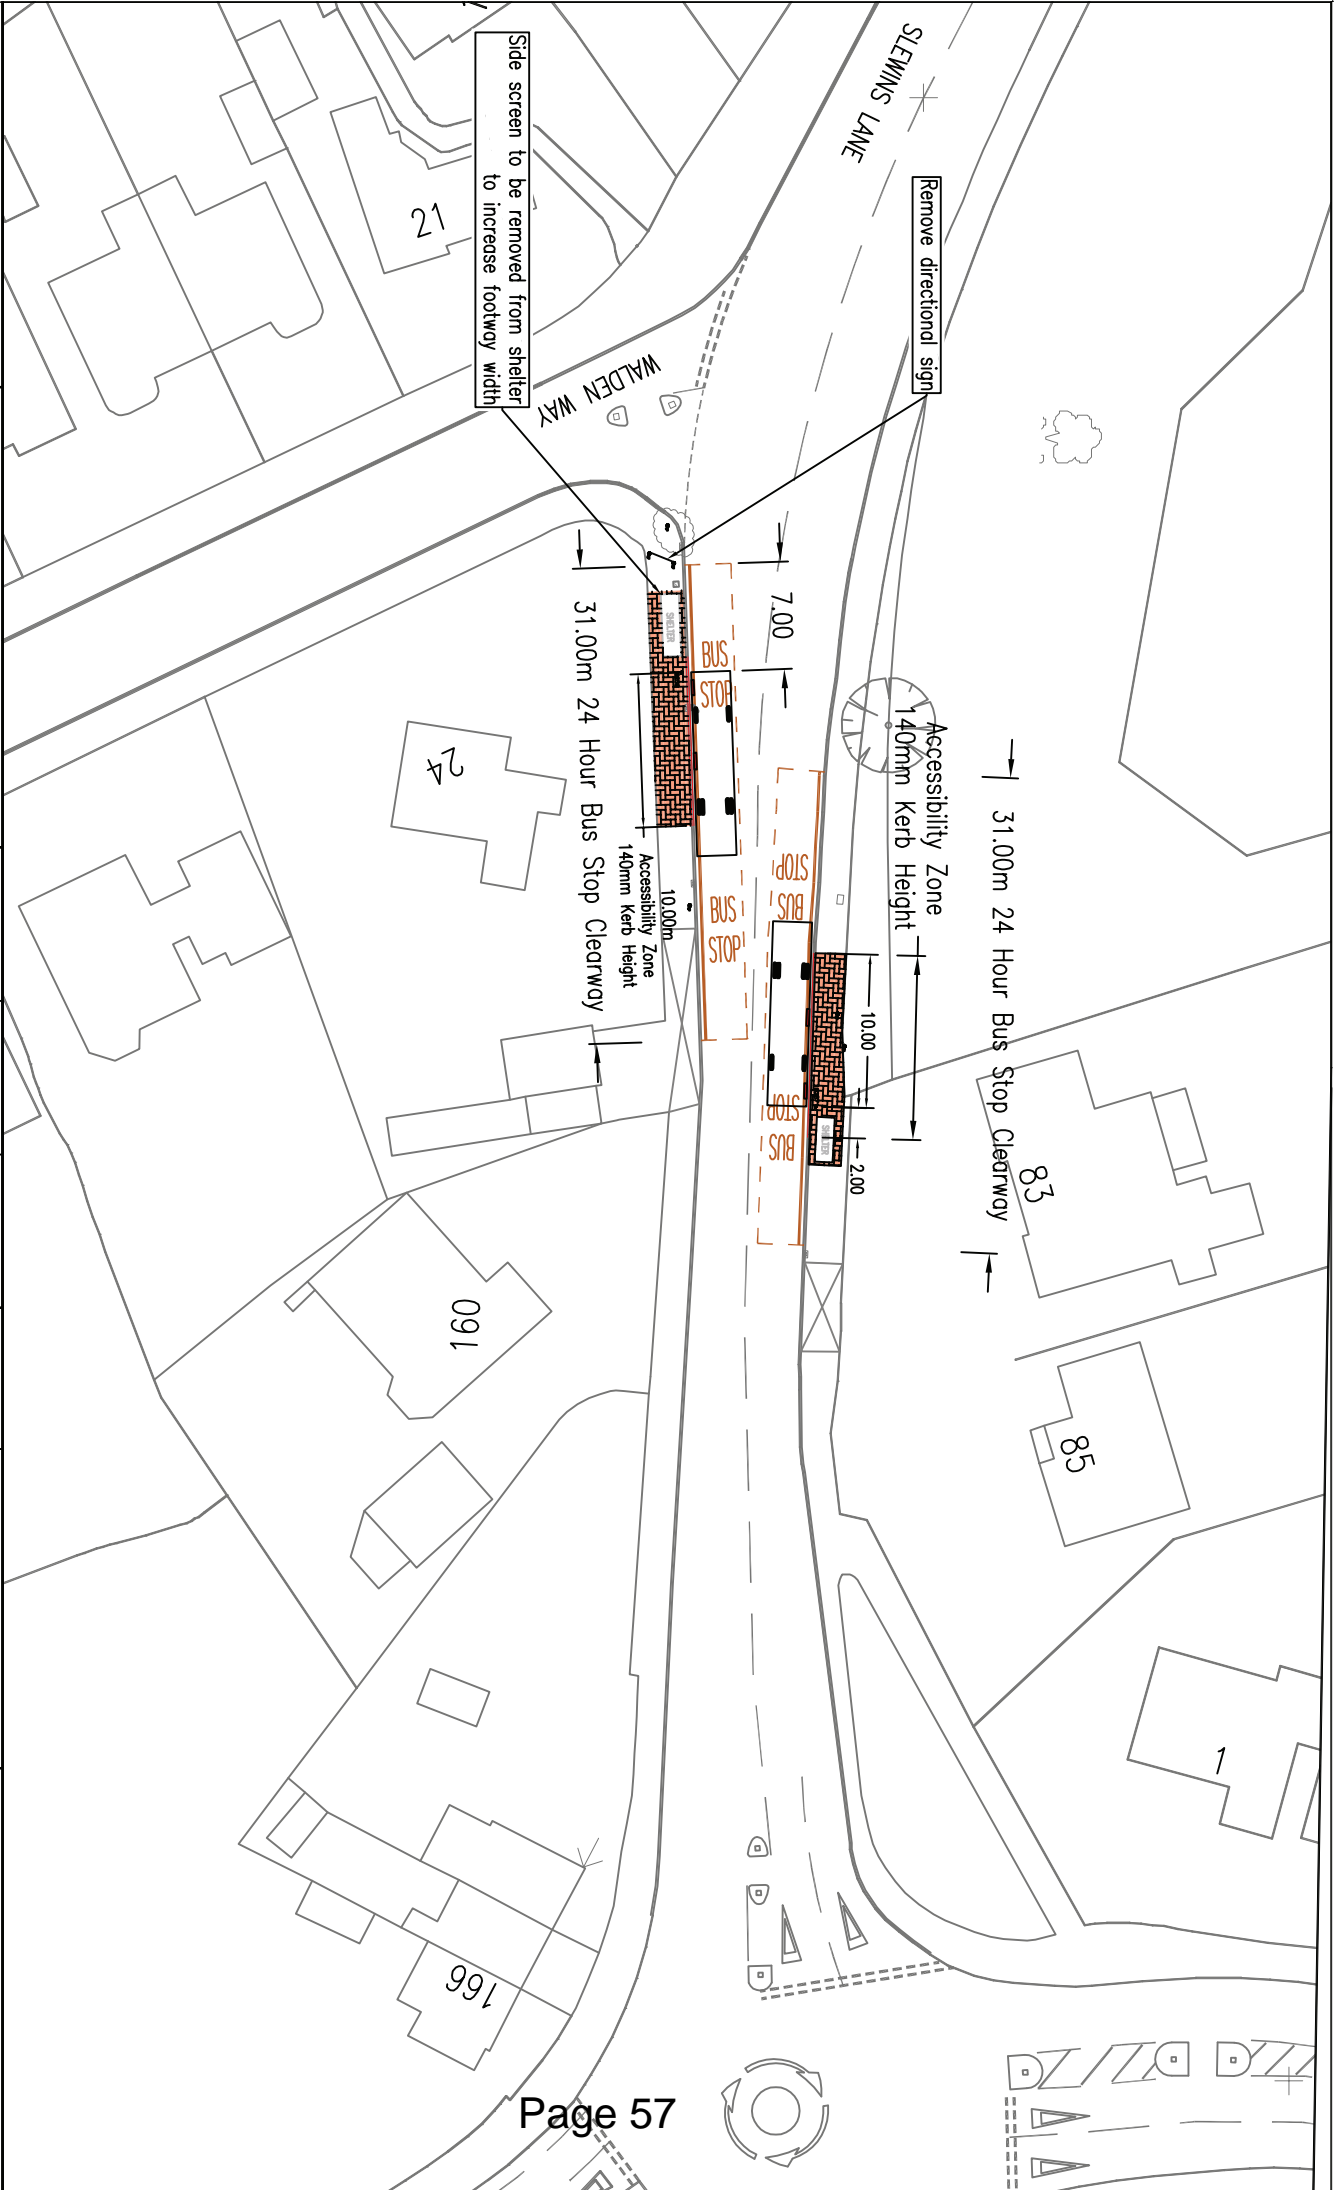 SLEWINS LANE
Remove directional sign
Side screen to be removed from shelter
to increase footway width
21
WALDEN WAY
7.00
31.00m 24 Hour Bus Stop Clearway
SHELTER
BUS
STOP
24
Accessibility Zone
140mm Kerb Height
31.00m 24 Hour Bus Stop Clearway
10.00m
Accessibility Zone
140mm Kerb Height
BUS
STOP
BUS
STOP
10.00
2.00
SHELTER
BUS
STOP
83
160
85
1
166
Page 57